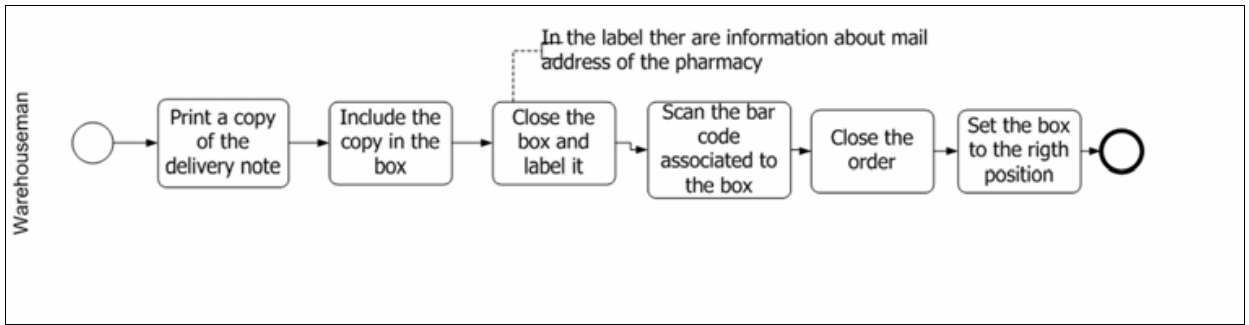 In the label ther are information about mail
address of the pharmacy
Warehouseman
Print a copy
of the
delivery note
Include the
copy in the
box
Close the
box and
label it
Scan the bar
code
associated to
the box
Close the
order
Set the box
to the rigth
position